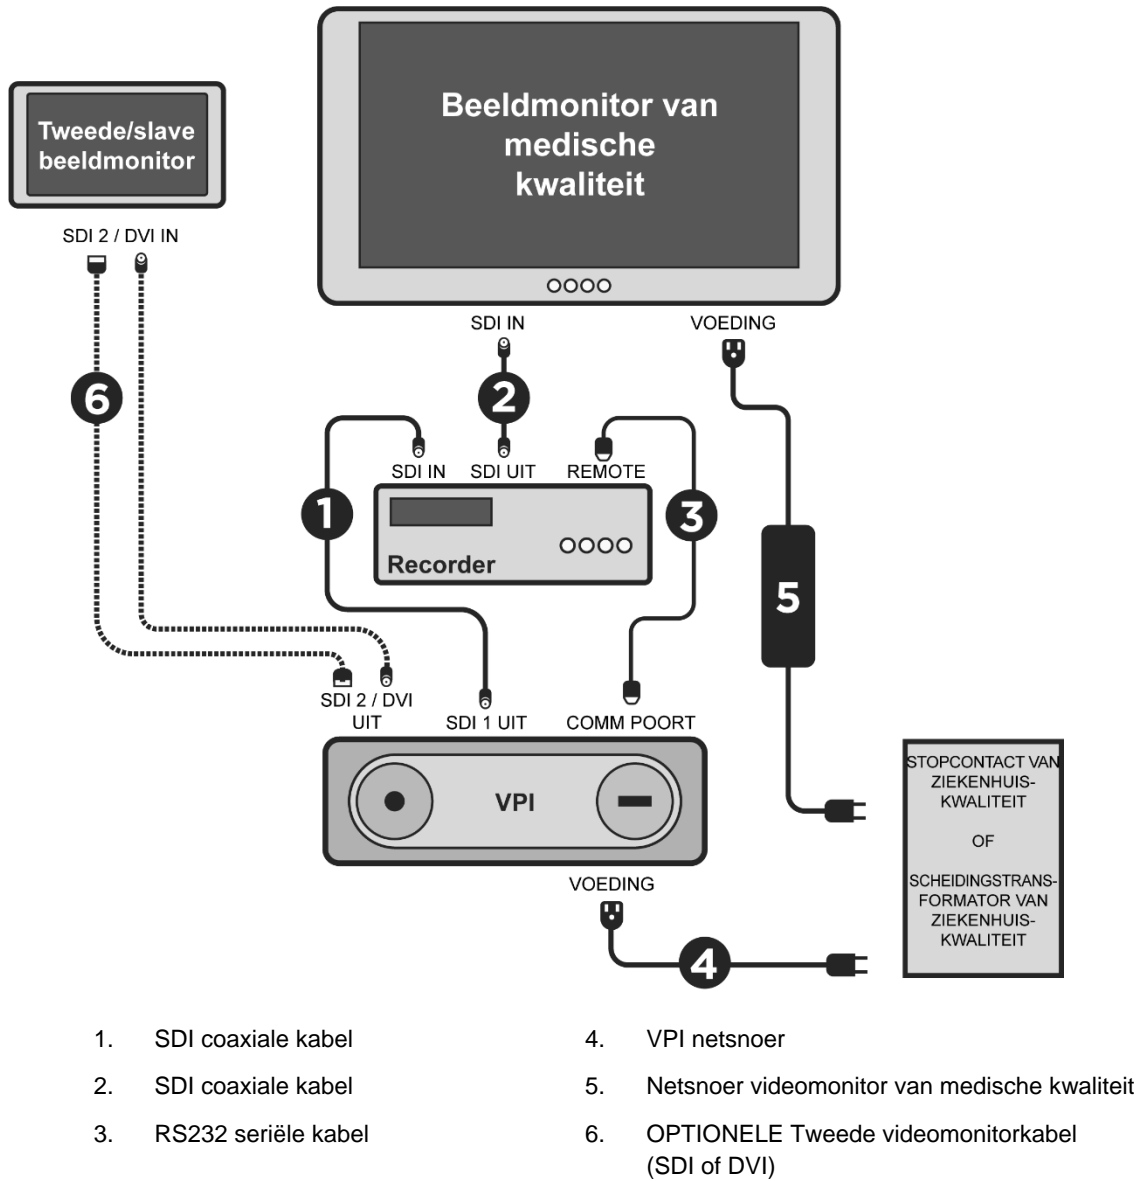 Beeldmonitor van
medische
kwaliteit
Tweede/slave
beeldmonitor
SDI 2 / DVI IN
SDI IN
VOEDING
6
2
SDI IN
SDI UIT
REMOTE
1
3
Recorder
5
SDI 2 / DVI
UIT
SDI 1 UIT
COMM POORT
VPI
STOPCONTACT VAN
ZIEKENHUIS-
KWALITEIT
OF
SCHEIDINGSTRANS-
FORMATOR VAN
ZIEKENHUIS-
KWALITEIT
VOEDING
4
1. SDI coaxiale kabel
2. SDI coaxiale kabel
3. RS232 seriële kabel
4. VPI netsnoer
5. Netsnoer videomonitor van medische kwaliteit
6. OPTIONELE Tweede videomonitorkabel
(SDI of DVI)